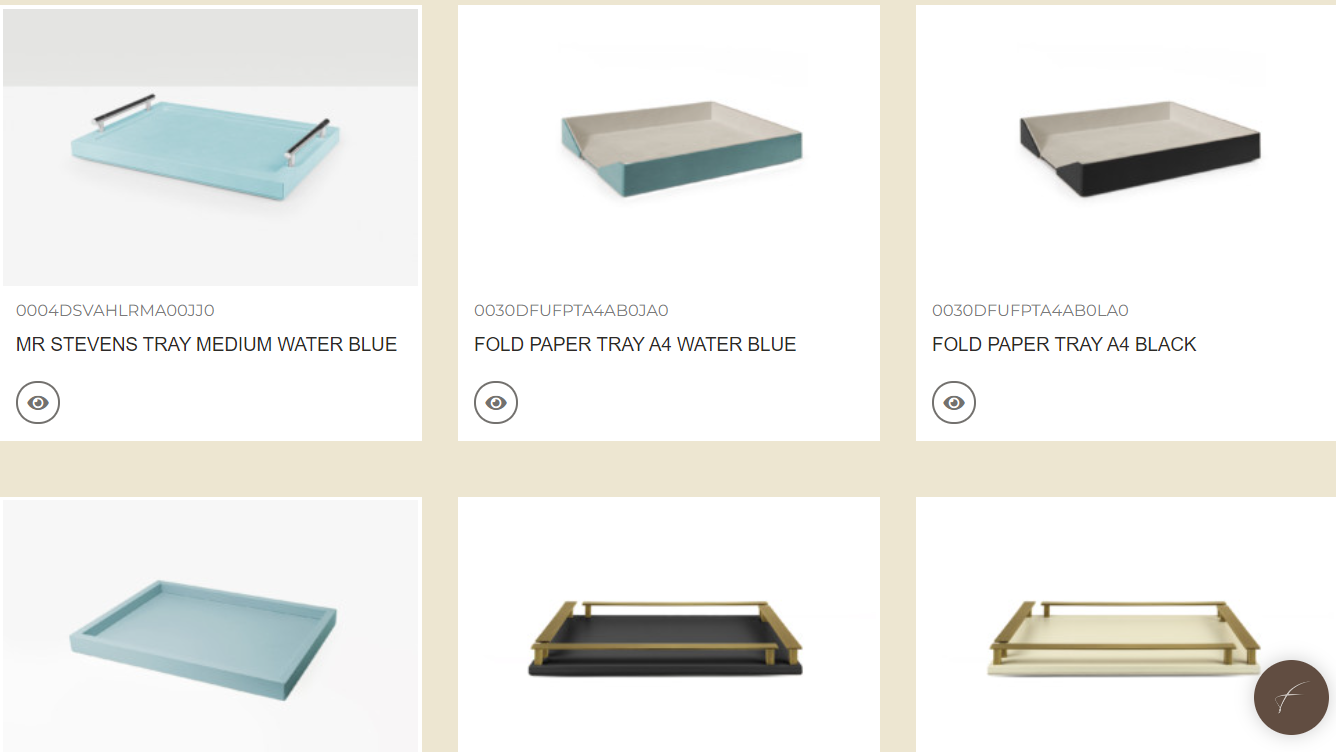 0004DSVAHLRMA00JJ0
MR STEVENS TRAY MEDIUM WATER BLUE
0030DFUFPTA4AB0JA0
FOLD PAPER TRAY A4 WATER BLUE
0030DFUFPTA4AB0LA0
FOLD PAPER TRAY A4 BLACK